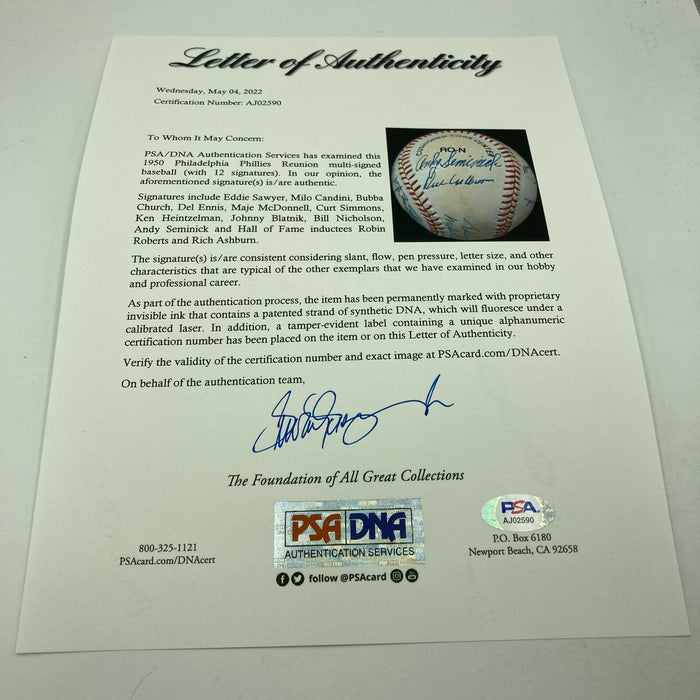 Letter of Authenticity
Wednesday, May 04, 2022
Certification Number: AJ02590
To Whom It May Concern:
PSA/DNA Authentication Services has examined this
1950 Philadelphia Phillies Reunion multi-signed
baseball (with 12 signatures). In our opinion, the
aforementioned signature(s) is/are authentic.
Signatures include Eddie Sawyer, Milo Candini, Bubba
Church, Del Ennis, Maje McDonnell, Curt Simmons,
Ken Heintzelman, Johnny Blatnik, Bill Nicholson,
Andy Seminick and Hall of Fame inductees Robin
Roberts and Rich Ashburn.
RO-N
Andy Seminick
The signature(s) is/are consistent considering slant, flow, pen pressure, letter size, and other
characteristics that are typical of the other exemplars that we have examined in our hobby
and professional career.
As part of the authentication process, the item has been permanently marked with proprietary
invisible ink that contains a patented strand of synthetic DNA, which will fluoresce under a
calibrated laser. In addition, a tamper-evident label containing a unique alphanumeric
certification number has been placed on the item or on this Letter of Authenticity.
Verify the validity of the certification number and exact image at PSAcard.com/DNAcert.
On behalf of the authentication team,
The Foundation of All Great Collections
PSA DNA
AUTHENTICATION SERVICES
PSA
AJ02590
800-325-1121
PSAcard.com/DNAcert
P.O. Box 6180
Newport Beach, CA 92658
follow @PSAcard